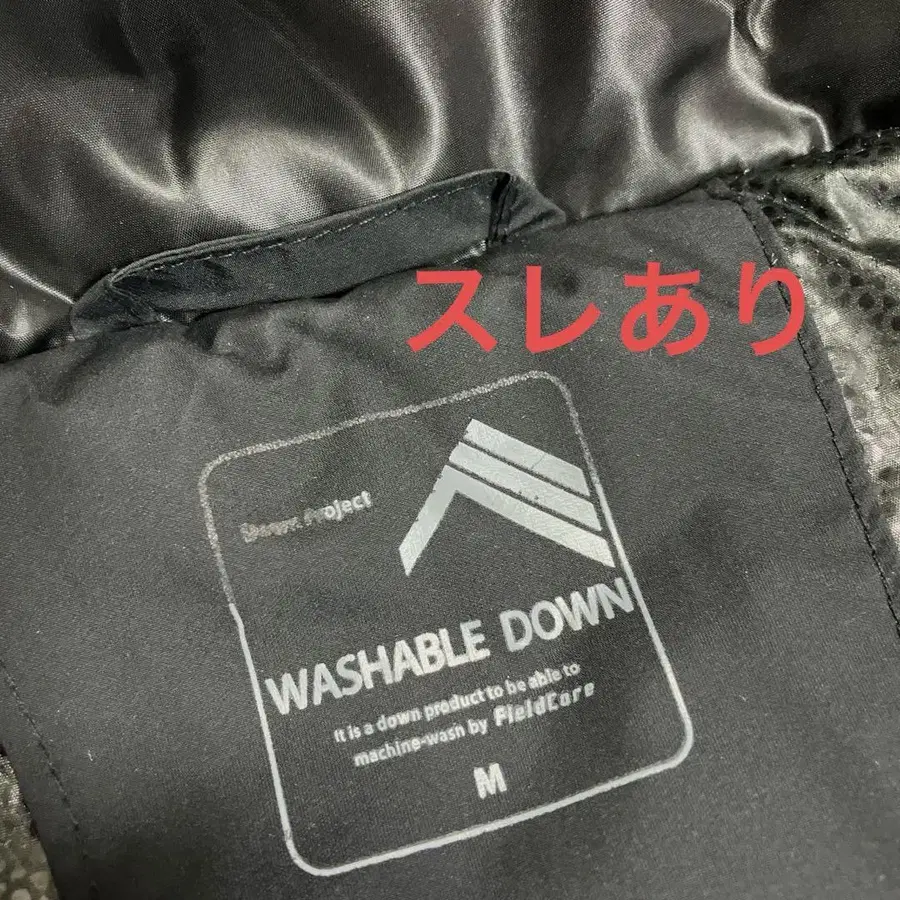 スレあり
Down Project
WASHABLE DOWN
It is a down product to be able to
machine-wash by FieldCore
M